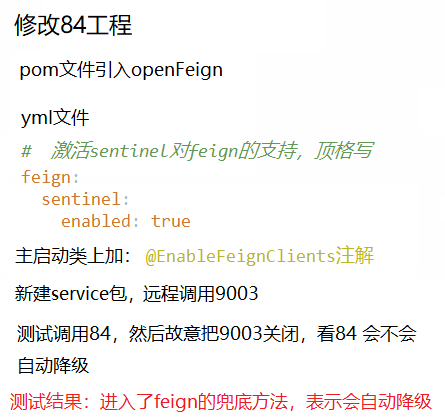 修改84工程
pom文件引入openFeign
yml文件
#  激活sentinel对feign的支持，顶格写
feign:
  sentinel:
    enabled: true
主启动类上加： @EnableFeignClients注解
新建service包，远程调用9003
测试调用84，然后故意把9003关闭，看84 会不会
自动降级
测试结果：进入了feign的兜底方法，表示会自动降级